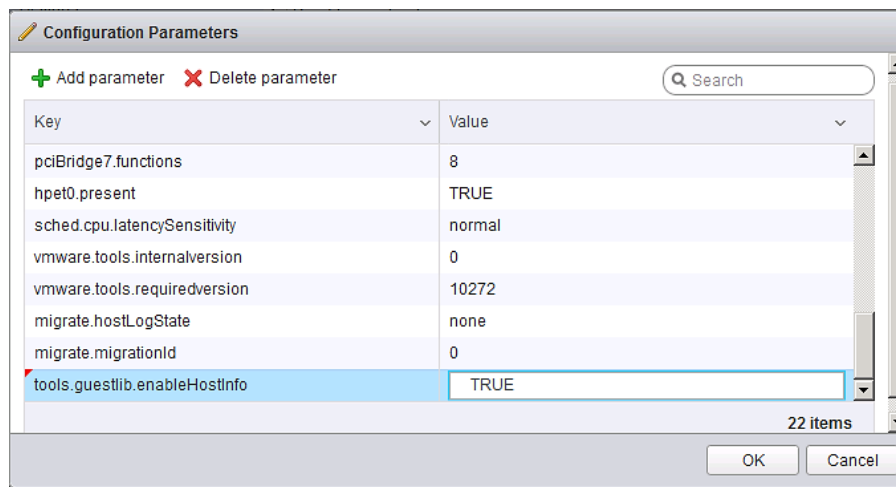 Configuration Parameters
Add parameter Delete parameter Search
Key Value
pciBridge7.functions 8
hpet0.present TRUE
sched.cpu.latencySensitivity normal
vmware.tools.internalversion 0
vmware.tools.requiredversion 10272
migrate.hostLogState none
migrate.migrationId 0
tools.guestlib.enableHostInfo TRUE
22 items
OK Cancel